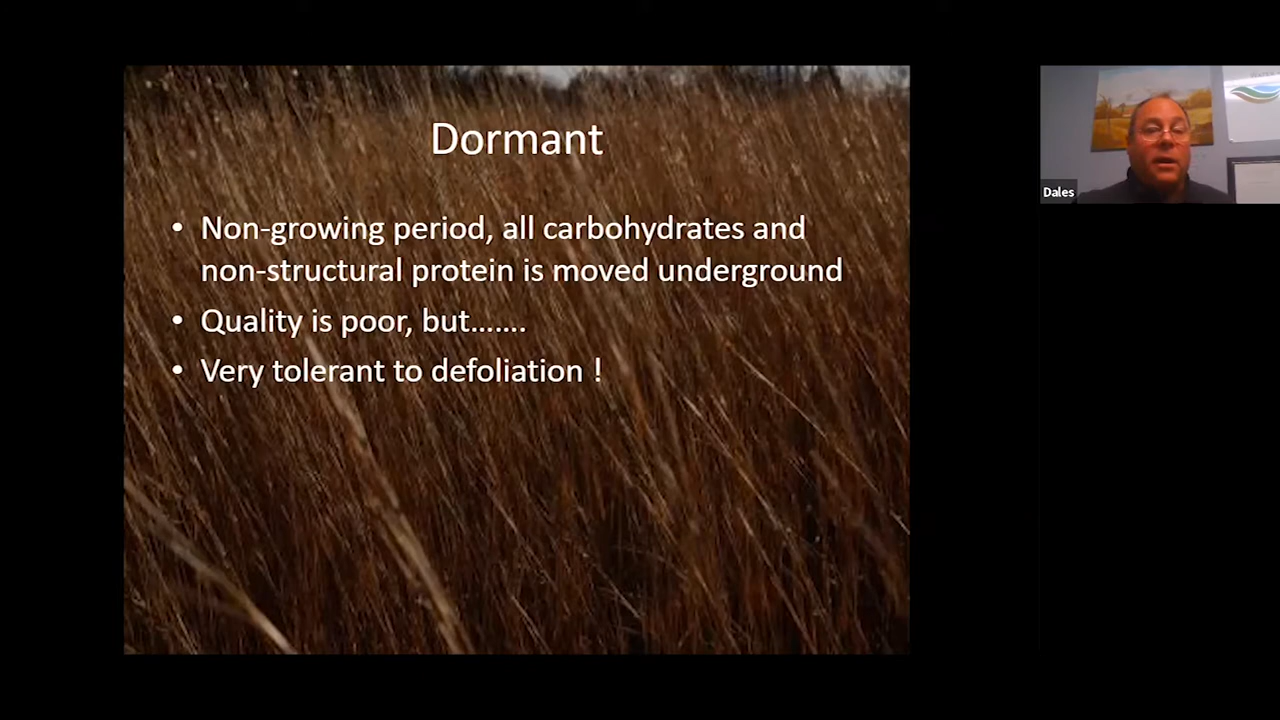 Dormant
• Non-growing period, all carbohydrates and
non-structural protein is moved underground
• Quality is poor, but…….
• Very tolerant to defoliation !
Dales